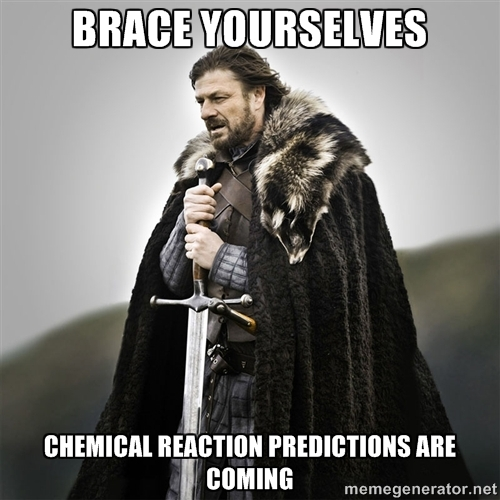 BRACE YOURSELVES
CHEMICAL REACTION PREDICTIONS ARE
COMING
memegenerator.net